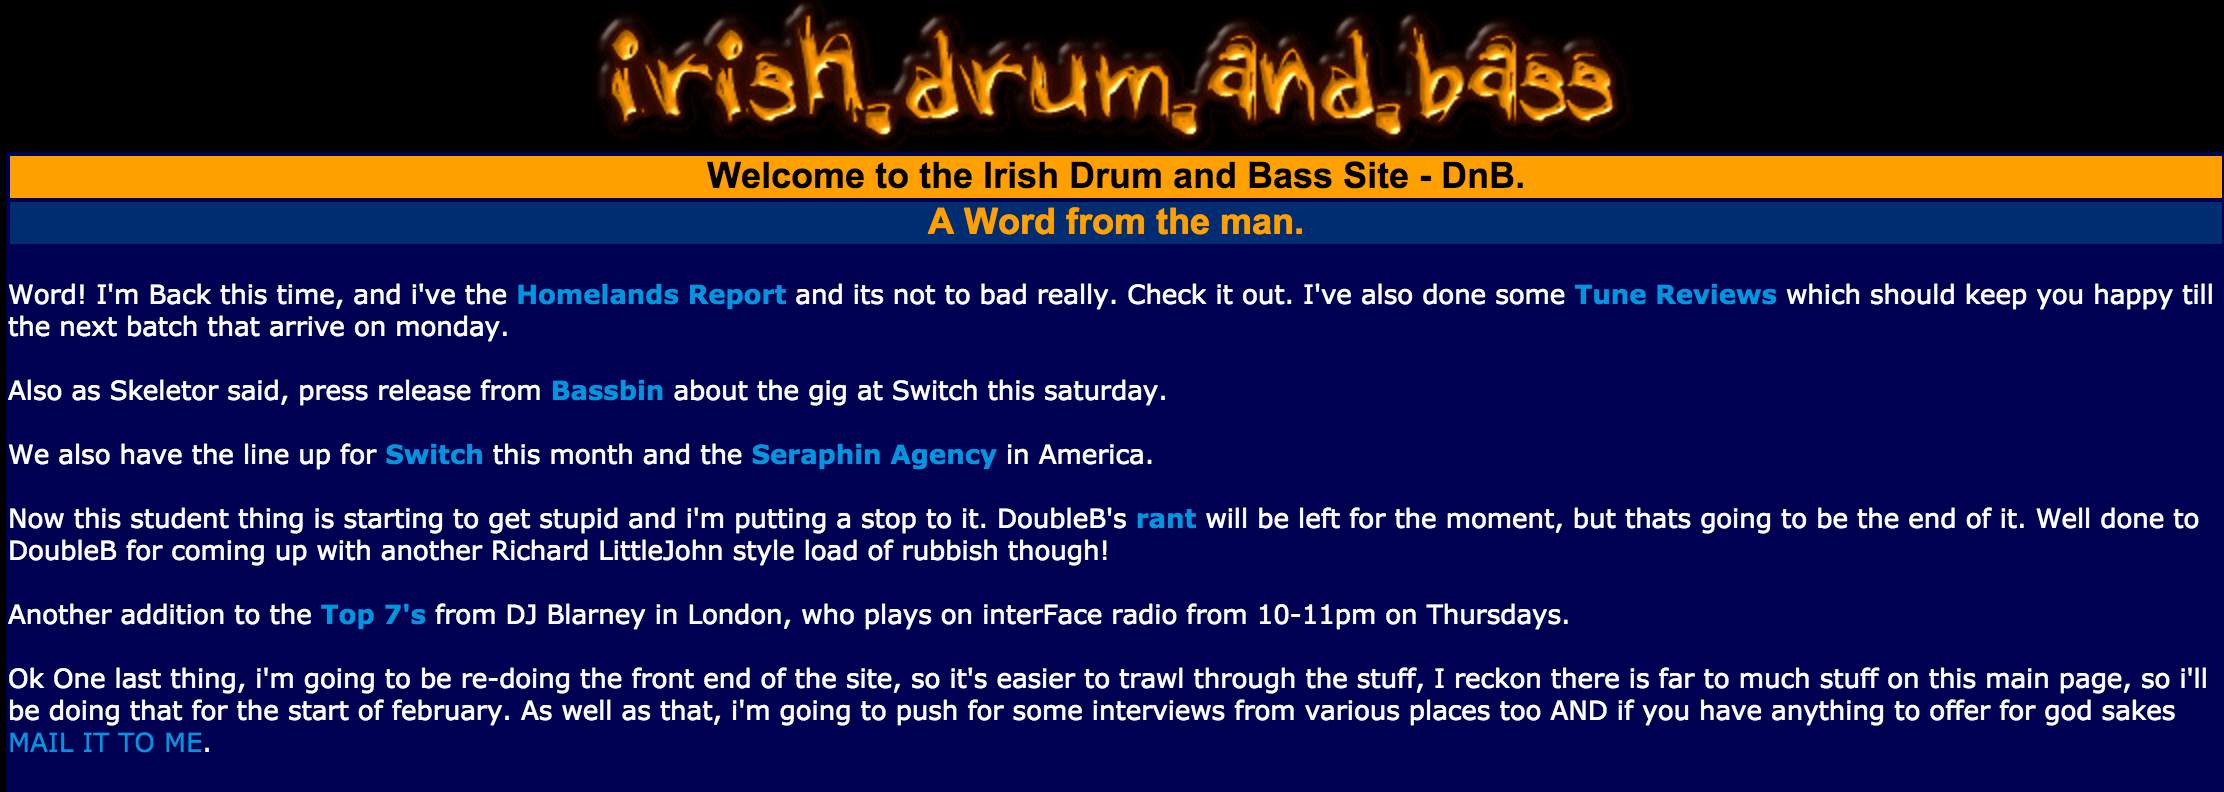 irish.drum.and.bass
Welcome to the Irish Drum and Bass Site - DnB.
A Word from the man.
Word! I'm Back this time, and i've the Homelands Report and its not to bad really. Check it out. I've also done some Tune Reviews which should keep you happy till
the next batch that arrive on monday.
Also as Skeletor said, press release from Bassbin about the gig at Switch this saturday.
We also have the line up for Switch this month and the Seraphin Agency in America.
Now this student thing is starting to get stupid and i'm putting a stop to it. DoubleB's rant will be left for the moment, but thats going to be the end of it. Well done to
DoubleB for coming up with another Richard LittleJohn style load of rubbish though!
Another addition to the Top 7's from DJ Blarney in London, who plays on interFace radio from 10-11pm on Thursdays.
Ok One last thing, i'm going to be re-doing the front end of the site, so it's easier to trawl through the stuff, I reckon there is far to much stuff on this main page, so i'll
be doing that for the start of february. As well as that, i'm going to push for some interviews from various places too AND if you have anything to offer for god sakes
MAIL IT TO ME.